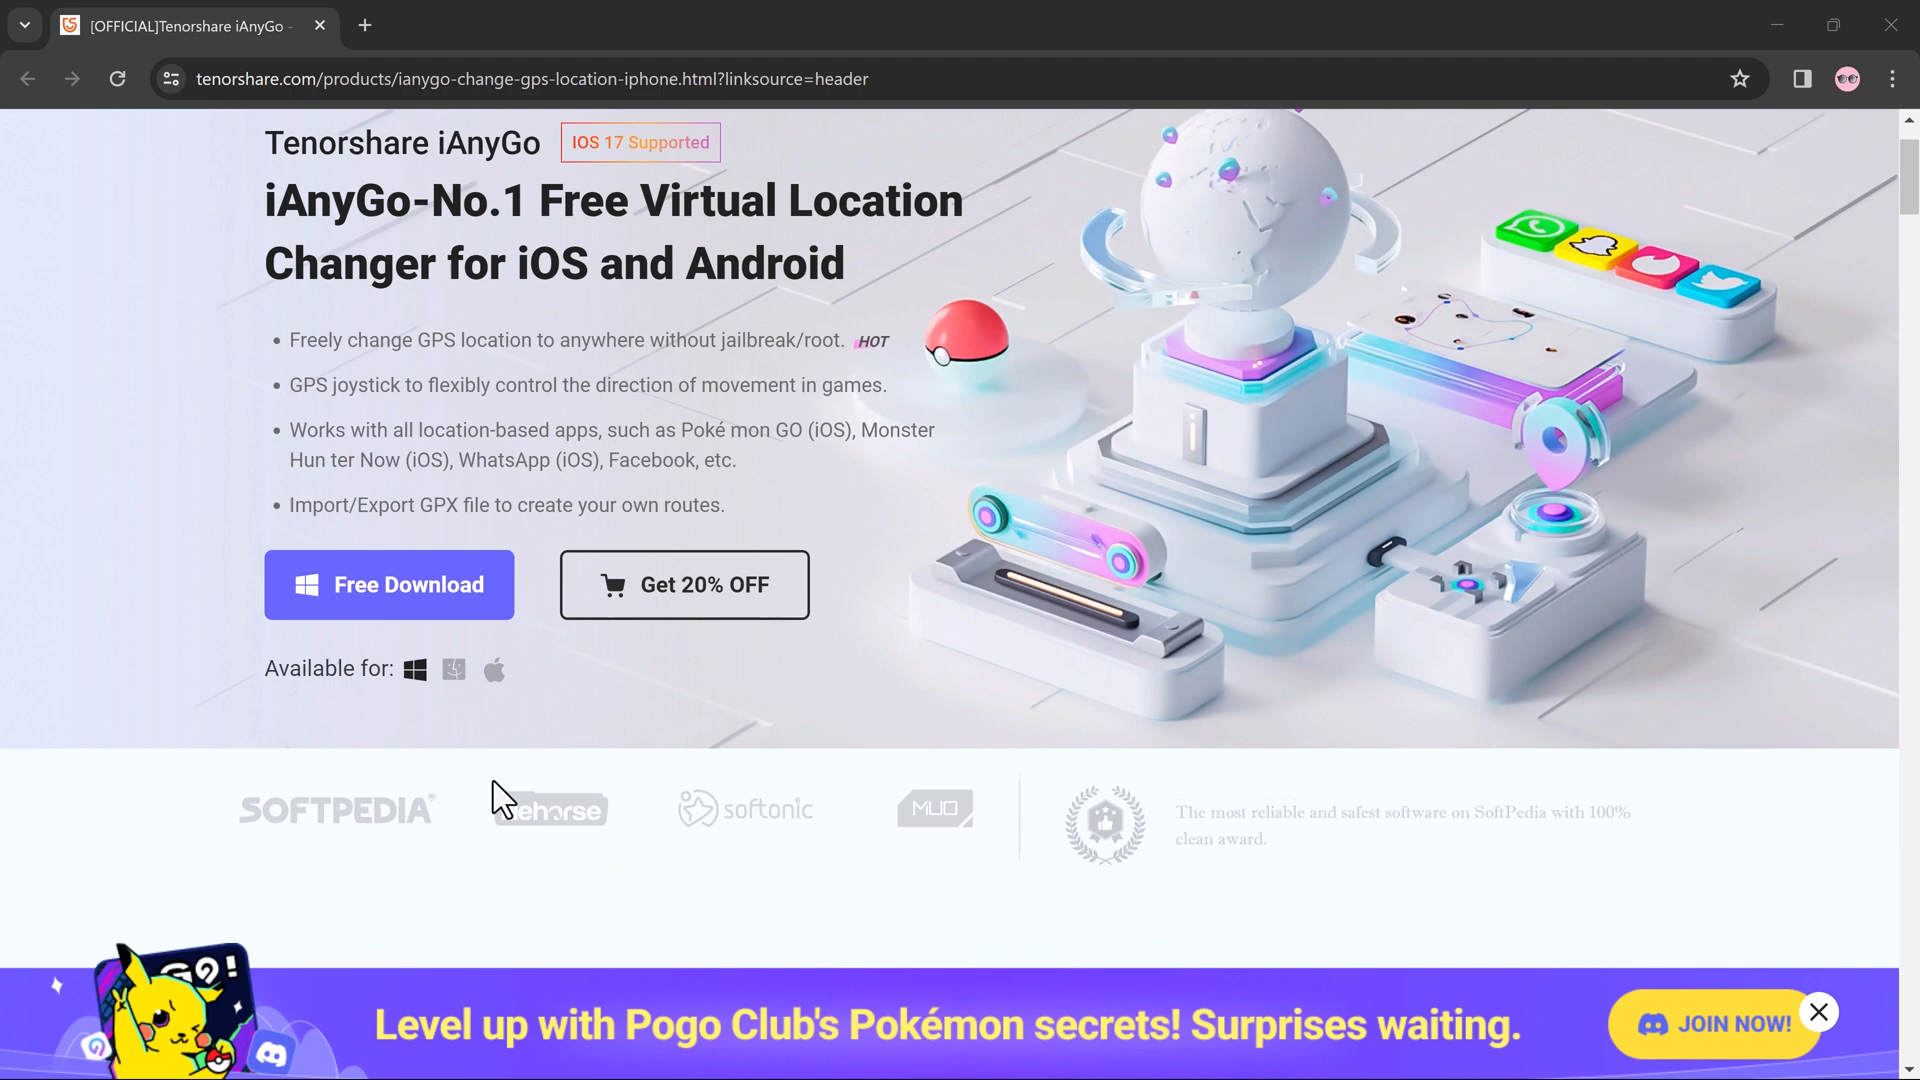 [OFFICIAL]Tenorshare iAnyGo -
tenorshare.com/products/ianygo-change-gps-location-iphone.html?linksource=header
Tenorshare iAnyGo
IOS 17 Supported
iAnyGo-No.1 Free Virtual Location
Changer for iOS and Android
• Freely change GPS location to anywhere without jailbreak/root. HOT
• GPS joystick to flexibly control the direction of movement in games.
• Works with all location-based apps, such as Poké mon GO (iOS), Monster
Hun ter Now (iOS), WhatsApp (iOS), Facebook, etc.
• Import/Export GPX file to create your own routes.
Free Download
Get 20% OFF
Available for:
SOFTPEDIA®
softonic
MUO
The most reliable and safest software on SoftPedia with 100%
clean award.
GO!
Level up with Pogo Club's Pokémon secrets! Surprises waiting.
JOIN NOW!